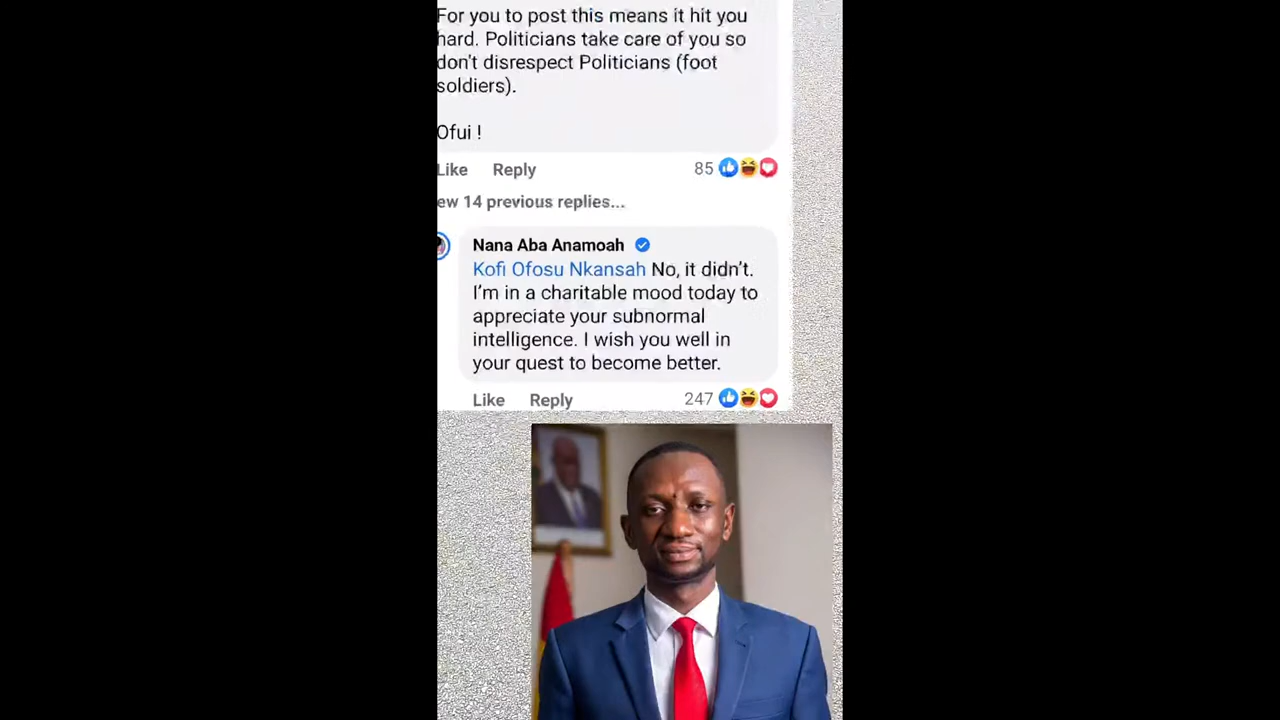 For you to post this means it hit you
hard. Politicians take care of you so
don't disrespect Politicians (foot
soldiers).
Ofui !
Like Reply 85
ew 14 previous replies...
Nana Aba Anamoah
Kofi Ofosu Nkansah No, it didn't.
I'm in a charitable mood today to
appreciate your subnormal
intelligence. I wish you well in
your quest to become better.
Like Reply 247